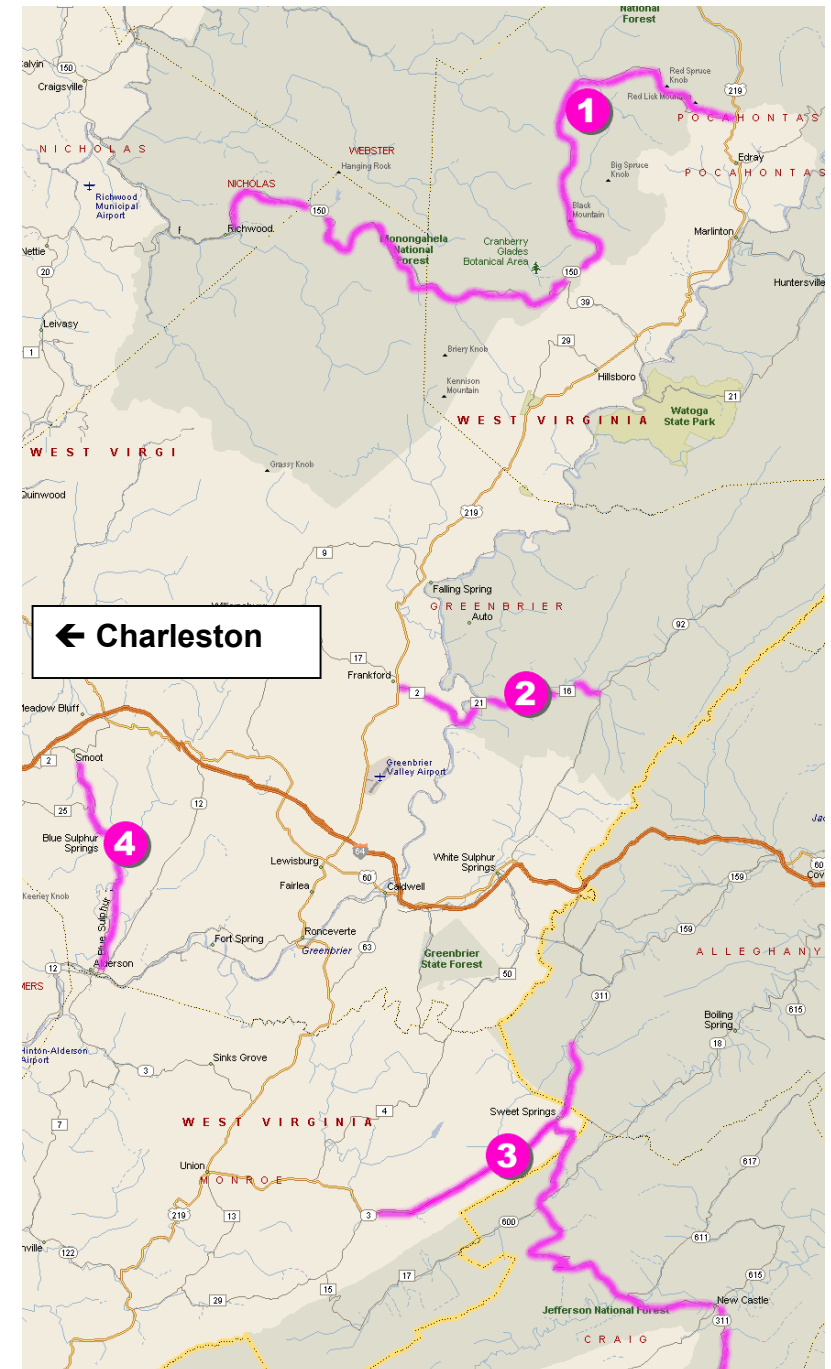 National
Forest
Calvin
150
Craigsville
Red Spruce
Knob
219
Red Lick Mountain
1
POCAHONTAS
NICHOLAS
WEBSTER
Hanging Rock
Edray
POCAHONTAS
Big Spruce
Knob
NICHOLAS
Richwood
Municipal
Airport
150
Black
Mountain
Richwood
Nettie
Monongahela
National
Forest
Cranberry
Glades
Botanical Area
Marlinton
20
150
Huntersville
39
Leivasy
1
29
Briery Knob
Hillsboro
Kennison
Mountain
21
Watoga
State Park
WEST VIRGINIA
WEST VIRGI
Grassy Knob
Quinwood
219
9
Falling Spring
GREENBRIER
Auto
92
← Charleston
17
Frankford
2
21
2
16
Meadow Bluff
Smoot
2
Greenbrier
Valley Airport
12
25
Blue Sulphur
Springs
4
64
Lewisburg
White Sulphur
Springs
60
60
Cov
Fairlea
Caldwell
159
Keeney Knob
Blue Sulphur
159
Ronceverte
Fort Spring
Greenbrier
63
Greenbrier
State Forest
ALLEGHANY
12
Alderson
50
MERS
311
615
Boiling
Spring
18
Hinton-Alderson
Airport
Sinks Grove
3
Sweet Springs
4
7
WEST VIRGINIA
3
617
Union
MONROE
219
13
3
600
611
nville
122
17
615
15
29
New Castle
Jefferson National Forest
311
CRAIG